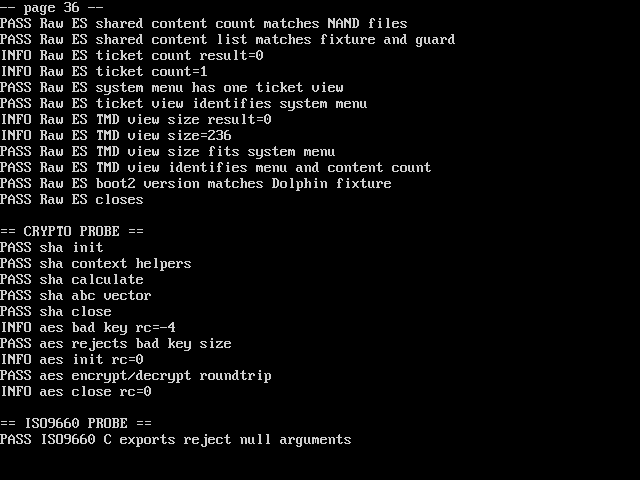 -- page 36 --
PASS Raw ES shared content count matches NAND files
PASS Raw ES shared content list matches fixture and guard
INFO Raw ES ticket count result=0
INFO Raw ES ticket count=1
PASS Raw ES system menu has one ticket view
PASS Raw ES ticket view identifies system menu
INFO Raw ES TMD view size result=0
INFO Raw ES TMD view size=236
PASS Raw ES TMD view size fits system menu
PASS Raw ES TMD view identifies menu and content count
PASS Raw ES boot2 version matches Dolphin fixture
PASS Raw ES closes

== CRYPTO PROBE ==
PASS sha init
PASS sha context helpers
PASS sha calculate
PASS sha abc vector
PASS sha close
INFO aes bad key rc=-4
PASS aes rejects bad key size
INFO aes init rc=0
PASS aes encrypt/decrypt roundtrip
INFO aes close rc=0

== ISO9660 PROBE ==
PASS ISO9660 C exports reject null arguments